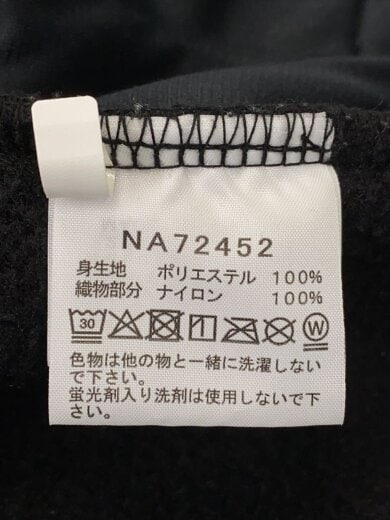 NA72452
身生地 ポリエステル 100%
織物部分 ナイロン 100%
30 W
色物は他の物と一緒に洗濯しない
で下さい。
蛍光剤入り洗剤は使用しないで下
さい。